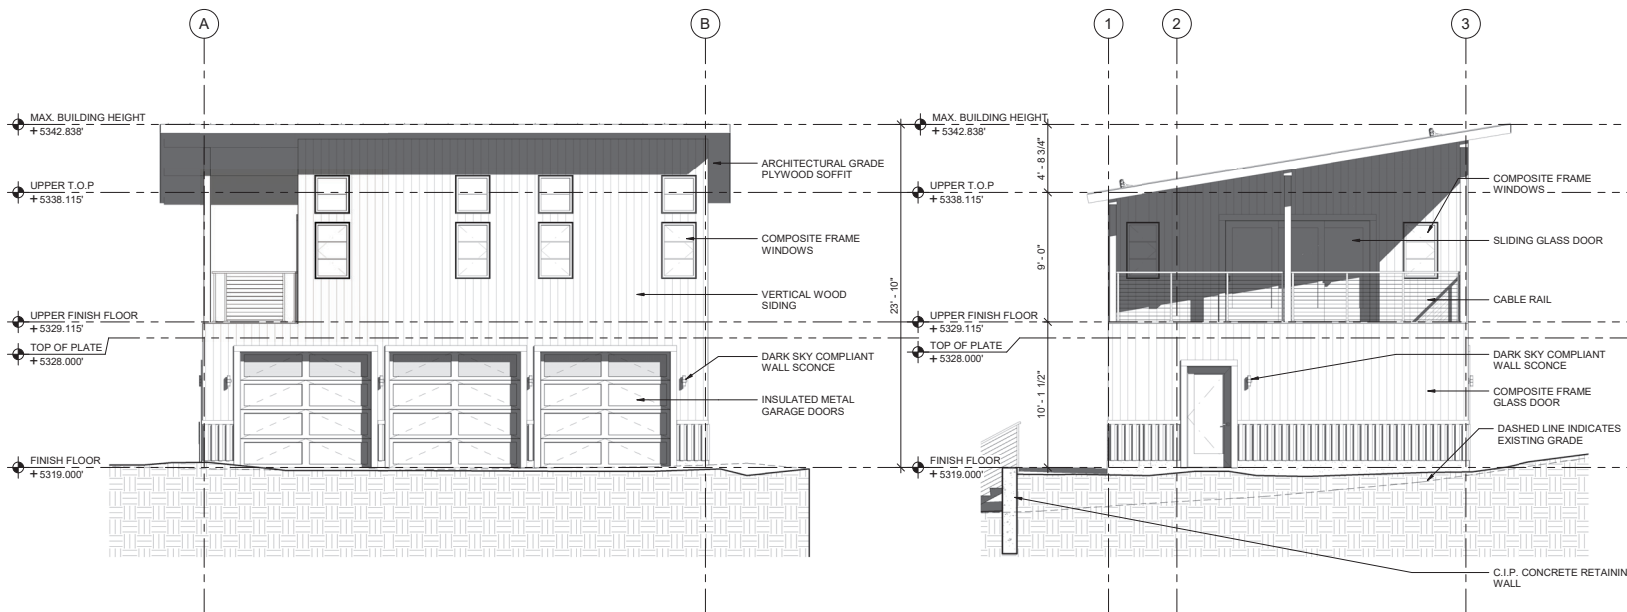 A
B
MAX. BUILDING HEIGHT
+ 5342.838'
UPPER T.O.P
+ 5338.115'
UPPER FINISH FLOOR
+ 5329.115'
TOP OF PLATE
+ 5328.000'
FINISH FLOOR
+ 5319.000'
ARCHITECTURAL GRADE
PLYWOOD SOFFIT
COMPOSITE FRAME
WINDOWS
VERTICAL WOOD
SIDING
DARK SKY COMPLIANT
WALL SCONCE
INSULATED METAL
GARAGE DOORS
23' - 10"
1
2
3
MAX. BUILDING HEIGHT
+ 5342.838'
UPPER T.O.P
+ 5338.115'
UPPER FINISH FLOOR
+ 5329.115'
TOP OF PLATE
+ 5328.000'
FINISH FLOOR
+ 5319.000'
4' - 8 3/4"
9' - 0"
10' - 1 1/2"
COMPOSITE FRAME
WINDOWS
SLIDING GLASS DOOR
CABLE RAIL
DARK SKY COMPLIANT
WALL SCONCE
COMPOSITE FRAME
GLASS DOOR
DASHED LINE INDICATES
EXISTING GRADE
C.I.P. CONCRETE RETAININ
WALL